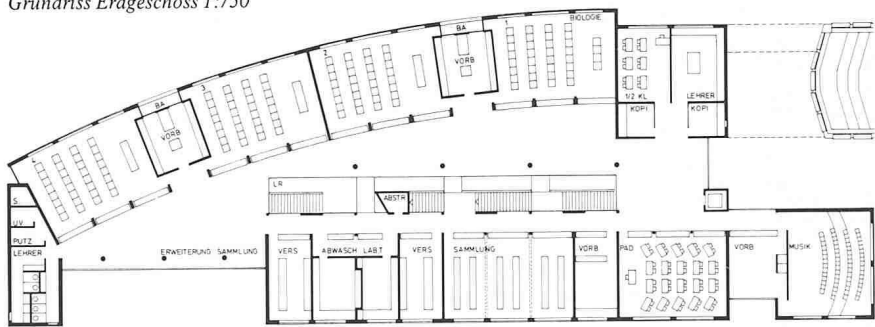 Grundriss Erdgeschoss 1:750
BA
1
BIOLOGIE
2
VORB
3
BA
VORB
4
1/2 KL
LEHRER
KOPI
KOPI
LR
ABSTR
S
UV
PUTZ
LEHRER
ERWEITERUNG SAMMLUNG
VERS
ABWASCH
LAB.T
VERS
SAMMLUNG
VORB
PÄD
VORB
MUSIK